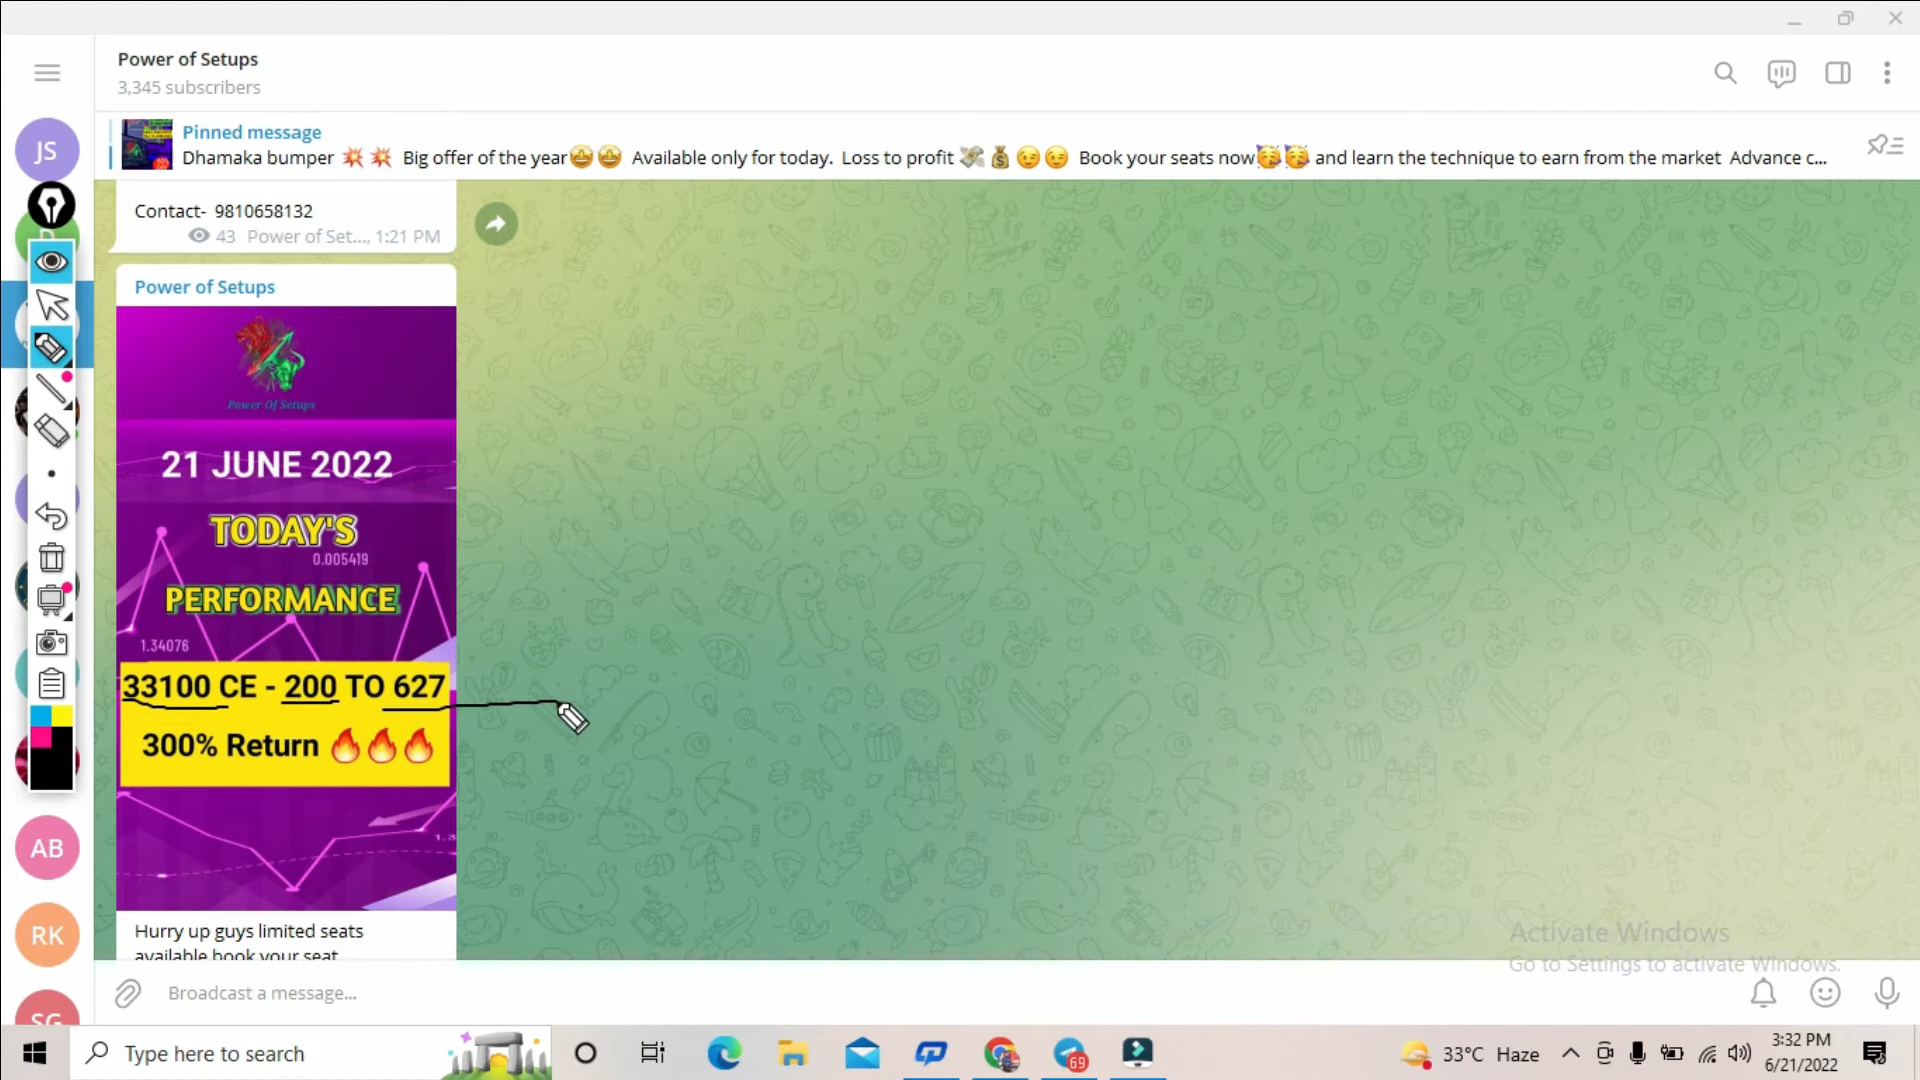 Power of Setups
3,345 subscribers
Pinned message
Dhamaka bumper 💥 💥 Big offer of the year🤩 🤩 Available only for today. Loss to profit 💸 💰 😉 😉 Book your seats now🥳 🥳 and learn the technique to earn from the market Advance c...
JS
Contact- 9810658132
43 Power of Set..., 1:21 PM
Power of Setups
Power Of Setups
21 JUNE 2022
TODAY'S
0.005419
PERFORMANCE
1.34076
33100 CE - 200 TO 627
300% Return 🔥🔥🔥
1.3
AB
RK
SG
Hurry up guys limited seats
available book your seat
Activate Windows
Go to Settings to activate Windows.
Broadcast a message...
Type here to search
69
33°C Haze
3:32 PM
6/21/2022